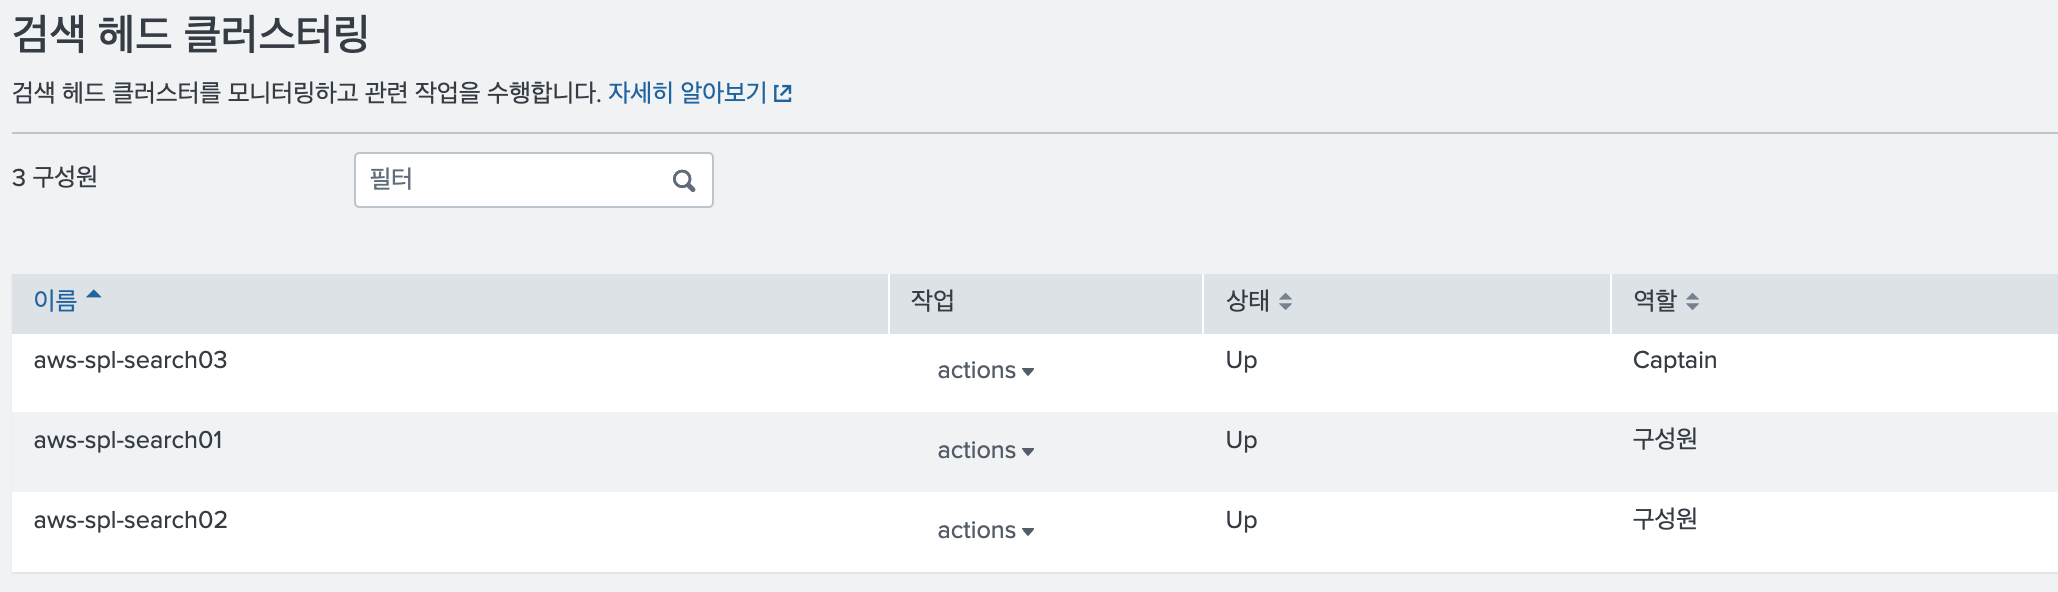 검색 헤드 클러스터링
검색 헤드 클러스터를 모니터링하고 관련 작업을 수행합니다. 자세히 알아보기
3 구성원
필터
이름 작업 상태 역할
aws-spl-search03 actions Up Captain
aws-spl-search01 actions Up 구성원
aws-spl-search02 actions Up 구성원